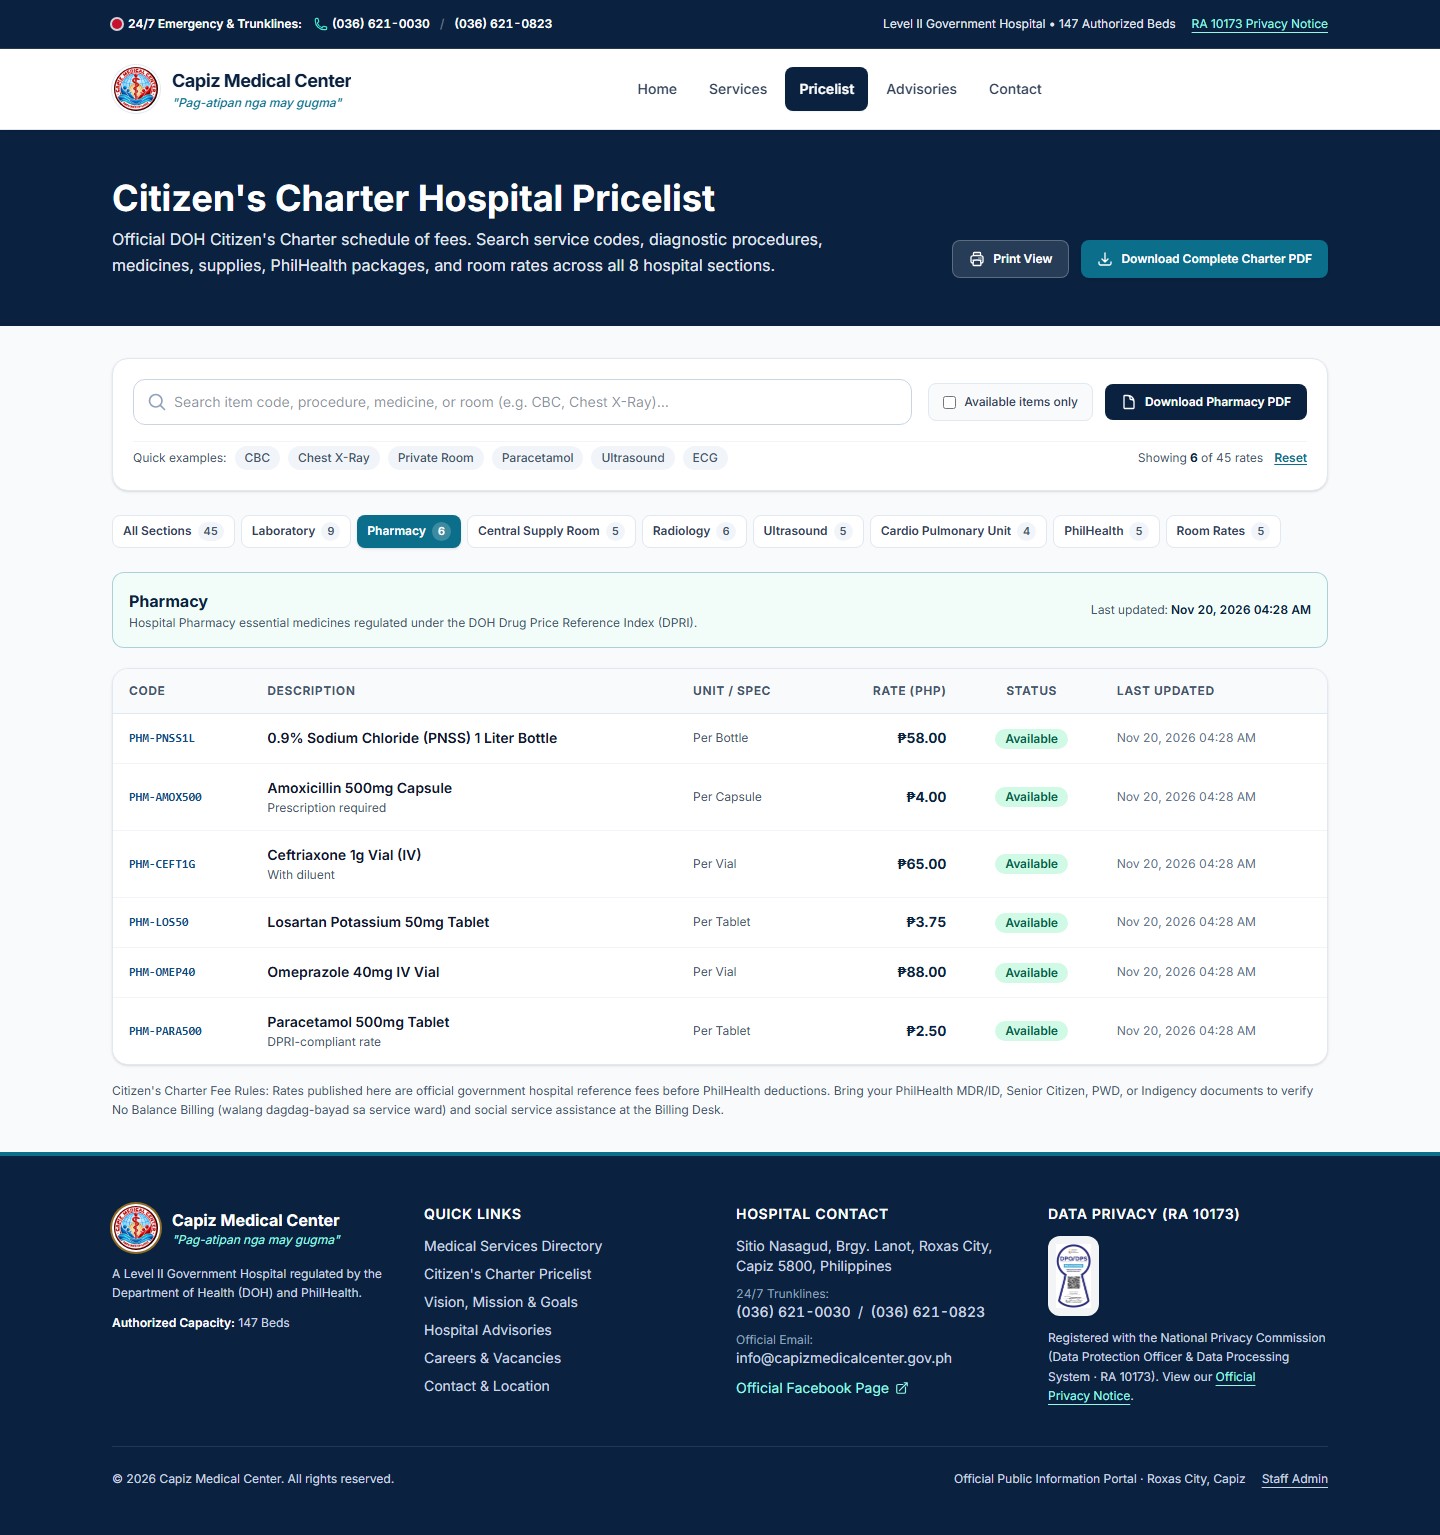 24/7 Emergency & Trunklines: (036) 621-0030 / (036) 621-0823
Level II Government Hospital • 147 Authorized Beds RA 10173 Privacy Notice
Capiz Medical Center
"Pag-atipan nga may gugma"
Home Services Pricelist Advisories Contact
Citizen's Charter Hospital Pricelist
Official DOH Citizen's Charter schedule of fees. Search service codes, diagnostic procedures,
medicines, supplies, PhilHealth packages, and room rates across all 8 hospital sections.
Print View Download Complete Charter PDF
Search item code, procedure, medicine, or room (e.g. CBC, Chest X-Ray)...
Available items only Download Pharmacy PDF
Quick examples: CBC Chest X-Ray Private Room Paracetamol Ultrasound ECG
Showing 6 of 45 rates Reset
All Sections 45 Laboratory 9 Pharmacy 6 Central Supply Room 5 Radiology 6 Ultrasound 5 Cardio Pulmonary Unit 4 PhilHealth 5 Room Rates 5
Pharmacy
Hospital Pharmacy essential medicines regulated under the DOH Drug Price Reference Index (DPRI).
Last updated: Nov 20, 2026 04:28 AM
CODE DESCRIPTION UNIT / SPEC RATE (PHP) STATUS LAST UPDATED
PHM-PNSS1L 0.9% Sodium Chloride (PNSS) 1 Liter Bottle Per Bottle ₱58.00 Available Nov 20, 2026 04:28 AM
PHM-AMOX500 Amoxicillin 500mg Capsule Per Capsule ₱4.00 Available Nov 20, 2026 04:28 AM
Prescription required
PHM-CEFT1G Ceftriaxone 1g Vial (IV) Per Vial ₱65.00 Available Nov 20, 2026 04:28 AM
With diluent
PHM-LOS50 Losartan Potassium 50mg Tablet Per Tablet ₱3.75 Available Nov 20, 2026 04:28 AM
PHM-OMEP40 Omeprazole 40mg IV Vial Per Vial ₱88.00 Available Nov 20, 2026 04:28 AM
PHM-PARA500 Paracetamol 500mg Tablet Per Tablet ₱2.50 Available Nov 20, 2026 04:28 AM
DPRI-compliant rate
Citizen's Charter Fee Rules: Rates published here are official government hospital reference fees before PhilHealth deductions. Bring your PhilHealth MDR/ID, Senior Citizen, PWD, or Indigency documents to verify
No Balance Billing (walang dagdag-bayad sa service ward) and social service assistance at the Billing Desk.
Capiz Medical Center
"Pag-atipan nga may gugma"
A Level II Government Hospital regulated by the
Department of Health (DOH) and PhilHealth.
Authorized Capacity: 147 Beds
QUICK LINKS
Medical Services Directory
Citizen's Charter Pricelist
Vision, Mission & Goals
Hospital Advisories
Careers & Vacancies
Contact & Location
HOSPITAL CONTACT
Sitio Nasagud, Brgy. Lanot, Roxas City,
Capiz 5800, Philippines
24/7 Trunklines:
(036) 621-0030 / (036) 621-0823
Official Email:
info@capizmedicalcenter.gov.ph
Official Facebook Page
DATA PRIVACY (RA 10173)
DPO/DPS
Registered with the National Privacy Commission
(Data Protection Officer & Data Processing
System · RA 10173). View our Official
Privacy Notice.
© 2026 Capiz Medical Center. All rights reserved.
Official Public Information Portal · Roxas City, Capiz Staff Admin